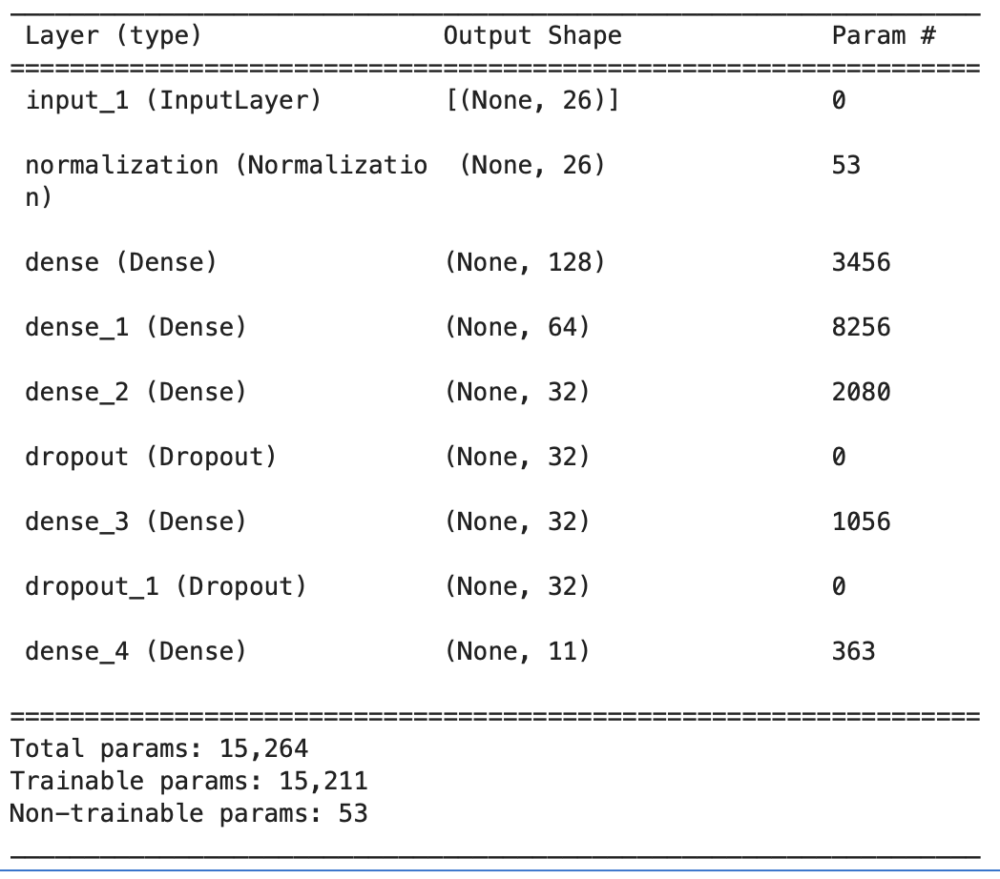 Layer (type) Output Shape Param #
=================================================================
input_1 (InputLayer) [(None, 26)] 0
normalization (Normalizatio (None, 26) 53
n)
dense (Dense) (None, 128) 3456
dense_1 (Dense) (None, 64) 8256
dense_2 (Dense) (None, 32) 2080
dropout (Dropout) (None, 32) 0
dense_3 (Dense) (None, 32) 1056
dropout_1 (Dropout) (None, 32) 0
dense_4 (Dense) (None, 11) 363
=================================================================
Total params: 15,264
Trainable params: 15,211
Non-trainable params: 53